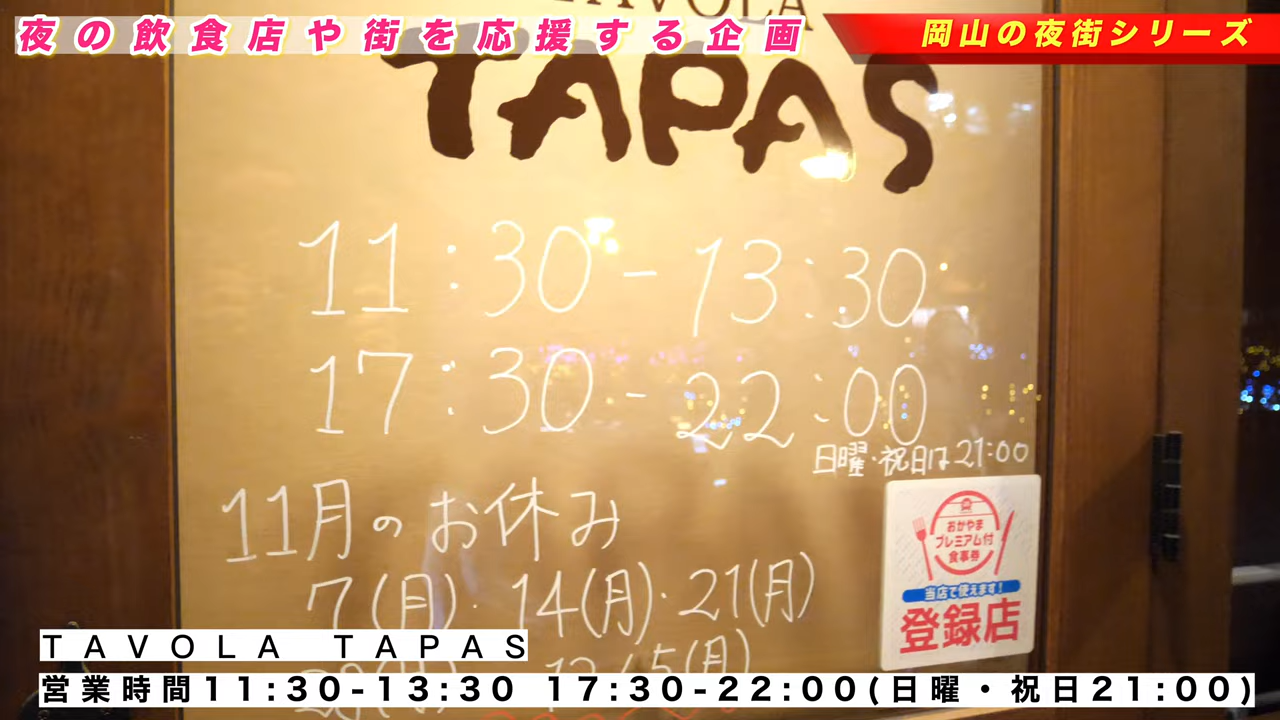 夜の飲食店や街を応援する企画
岡山の夜街シリーズ
TAVOLA
TAPAS
11:30-13:30
17:30-22:00
日曜・祝日は21:00
11月のお休み
7(月)・14(月)・21(月)
12/5(月)
おかやま
プレミアム付
食事券
当店で使えます!
登録店
TAVOLA TAPAS
営業時間11:30-13:30 17:30-22:00(日曜・祝日21:00)